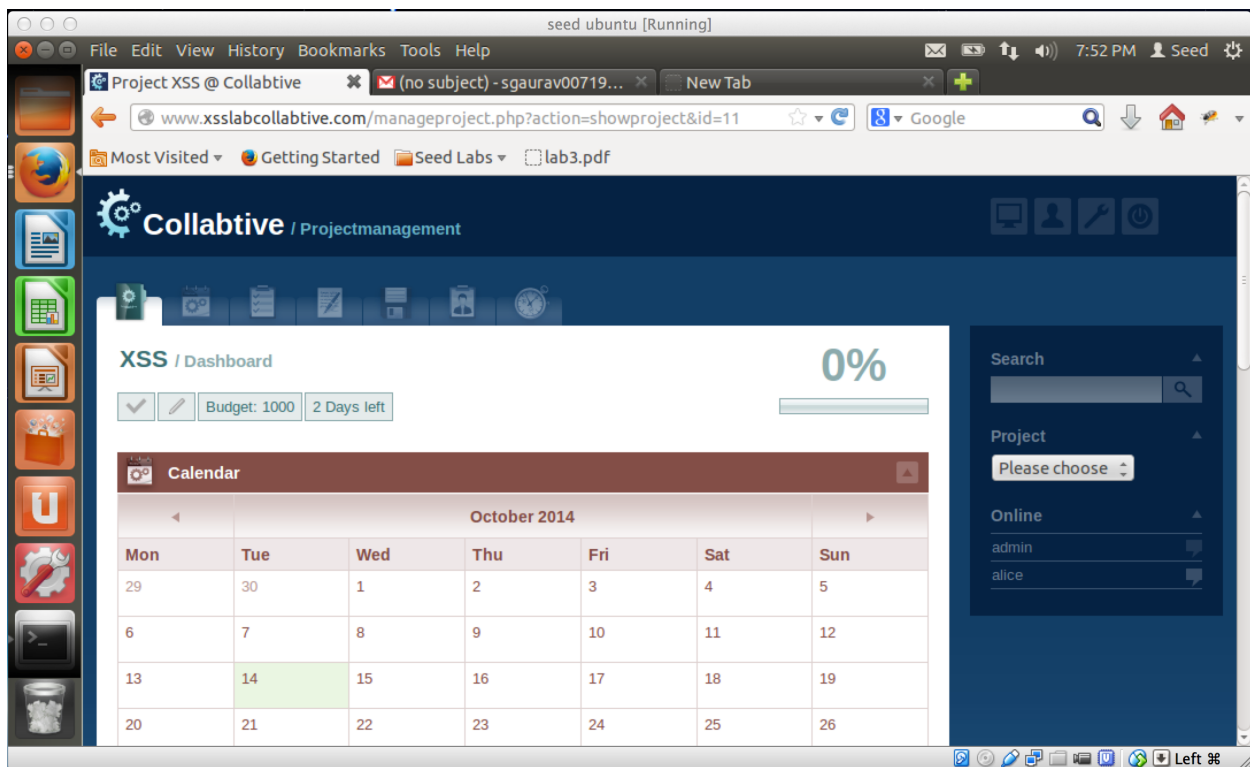 seed ubuntu [Running]
File Edit View History Bookmarks Tools Help 7:52 PM Seed
Project XSS @ Collabtive (no subject) - sgaurav00719... New Tab
www.xsslabcollabtive.com/manageproject.php?action=showproject&id=11 Google
Most Visited Getting Started Seed Labs lab3.pdf
Collabtive / Projectmanagement
XSS / Dashboard 0%
Budget: 1000 2 Days left
Search
Project
Please choose
Online
admin
alice
Calendar
October 2014
Mon Tue Wed Thu Fri Sat Sun
29 30 1 2 3 4 5
6 7 8 9 10 11 12
13 14 15 16 17 18 19
20 21 22 23 24 25 26
Left ⌘